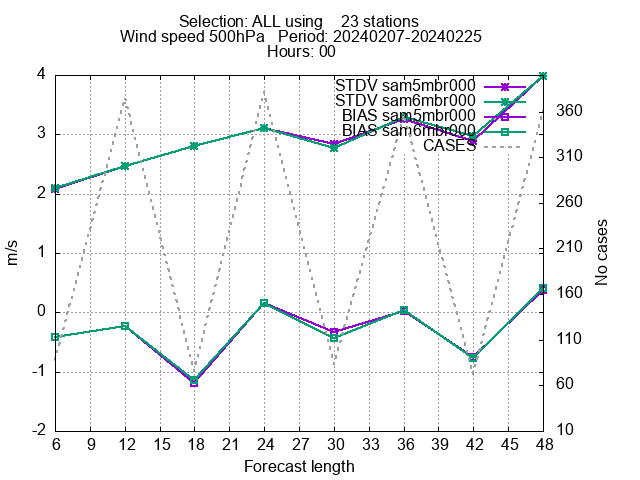 Selection: ALL using    23 stations
Wind speed 500hPa   Period: 20240207-20240225
Hours: 00
STDV sam5mbr000
STDV sam6mbr000
BIAS sam5mbr000
BIAS sam6mbr000
CASES
4
3
2
1
0
-1
-2
m/s
360
310
260
210
160
110
60
10
No cases
6 9 12 15 18 21 24 27 30 33 36 39 42 45 48
Forecast length